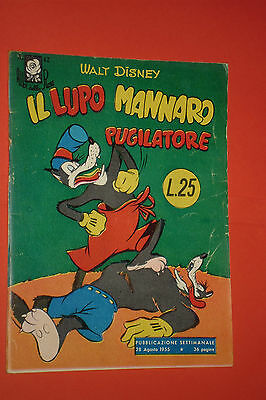 WALT DISNEY
IL LUPO MANNARO
PUGILATORE
L.25
PUBBLICAZIONE SETTIMANALE
28 Agosto 1955 ★ 36 pagine